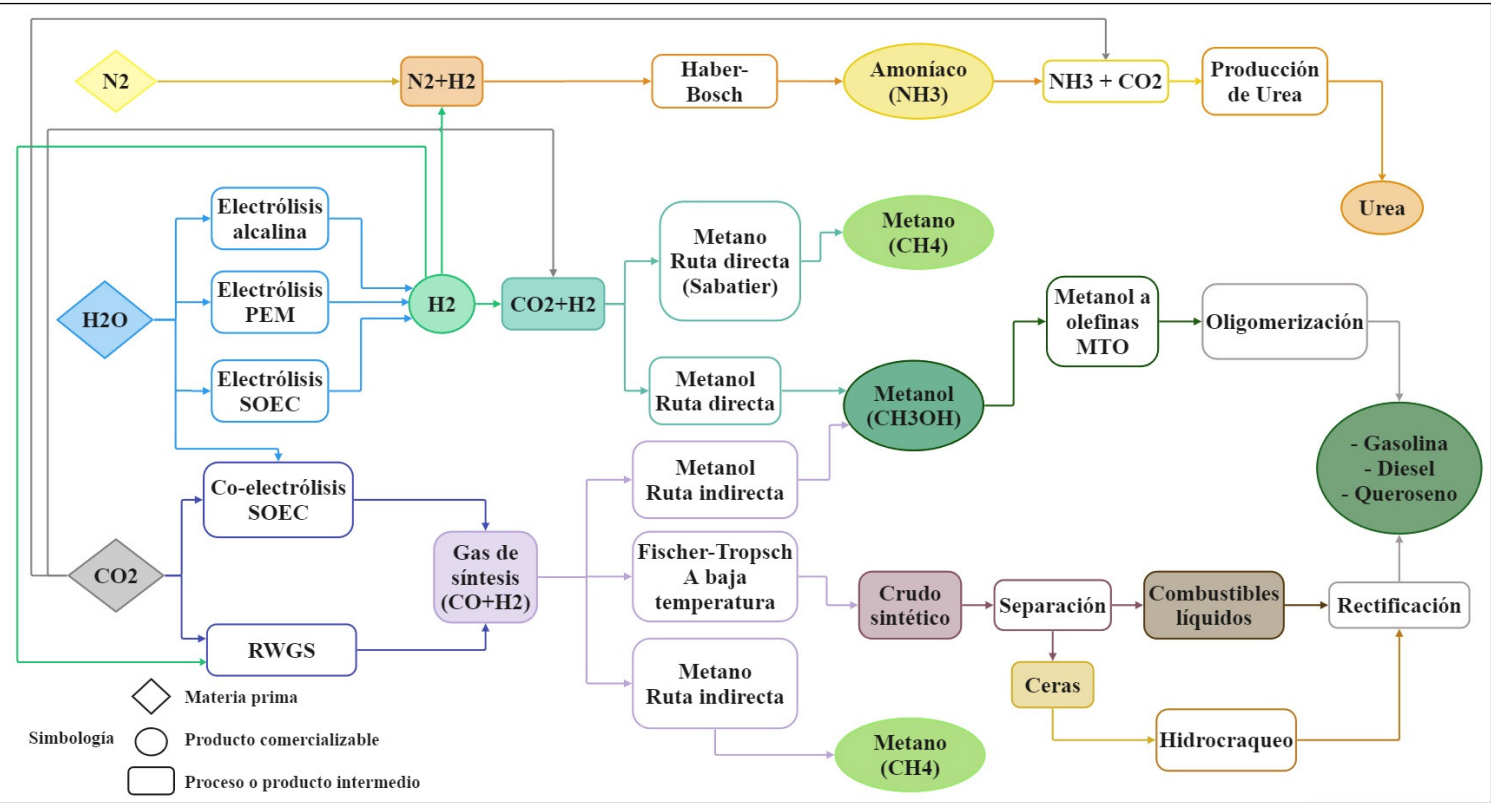 N2
N2+H2
Haber-
Bosch
Amoníaco
(NH3)
NH3 + CO2
Producción
de Urea
Urea
Electrólisis
alcalina
Electrólisis
PEM
Electrólisis
SOEC
H2O
H2
CO2+H2
Metano
Ruta directa
(Sabatier)
Metano
(CH4)
Metanol
Ruta directa
Metanol
(CH3OH)
Metanol a
olefinas
MTO
Oligomerización
- Gasolina
- Diesel
- Queroseno
Co-electrólisis
SOEC
CO2
RWGS
Gas de
síntesis
(CO+H2)
Metanol
Ruta indirecta
Fischer-Tropsch
A baja
temperatura
Metano
Ruta indirecta
Metano
(CH4)
Crudo
sintético
Separación
Combustibles
líquidos
Rectificación
Ceras
Hidrocraqueo
Simbología
Materia prima
Producto comercializable
Proceso o producto intermedio